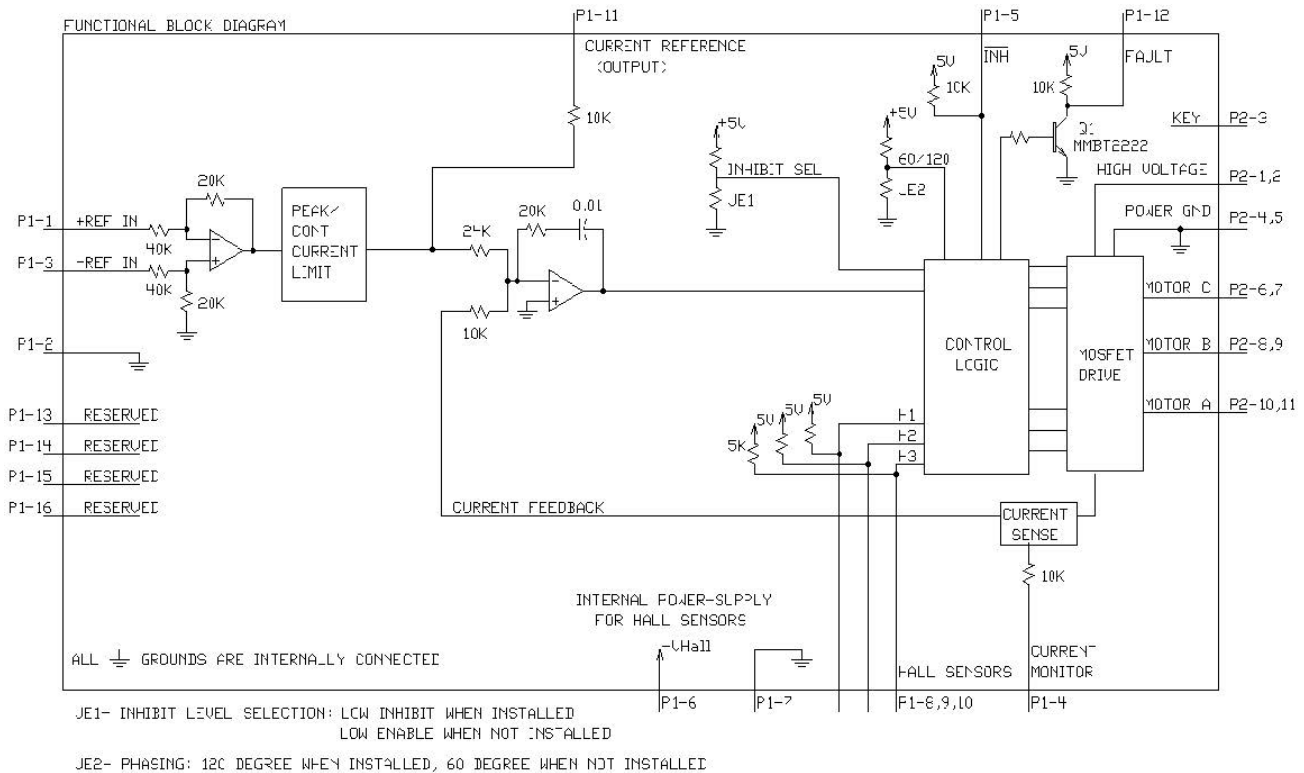 P1-11
P1-5
P1-12
FUNCTIONAL BLOCK DIAGRAM
CURRENT REFERENCE
(OUTPUT)
INH
FAJLT
5V
10K
5V
10K
10K
KEY
P2-3
+5V
+5V
Q1
MMBT2222
INHIBIT SEL
60/120
HIGH VOLTAGE
P2-1,2
JE1
JE2
20K
PEAK/
CONT
CURRENT
LIMIT
20K
0.01
POWER GND
P2-4,5
P1-1
+REF IN
40K
24K
P1-3
-REF IN
40K
20K
10K
MOTOR C
P2-6,7
P1-2
CONTROL
LOGIC
MOSFET
DRIVE
MOTOR B
P2-8,9
MOTOR A
P2-10,11
P1-13
RESERVED
P1-14
RESERVED
P1-15
RESERVED
P1-16
RESERVED
5V
5V
5V
5K
H1
H2
H3
CURRENT FEEDBACK
CURRENT
SENSE
10K
INTERNAL POWER-SUPPLY
FOR HALL SENSORS
-VHall
ALL GROUNDS ARE INTERNALLY CONNECTED
HALL SENSORS
CURRENT
MONITOR
P1-6
P1-7
P1-8,9,10
P1-4
JE1- INHIBIT LEVEL SELECTION: LOW INHIBIT WHEN INSTALLED
LOW ENABLE WHEN NOT INSTALLED
JE2- PHASING: 120 DEGREE WHEN INSTALLED, 60 DEGREE WHEN NOT INSTALLED